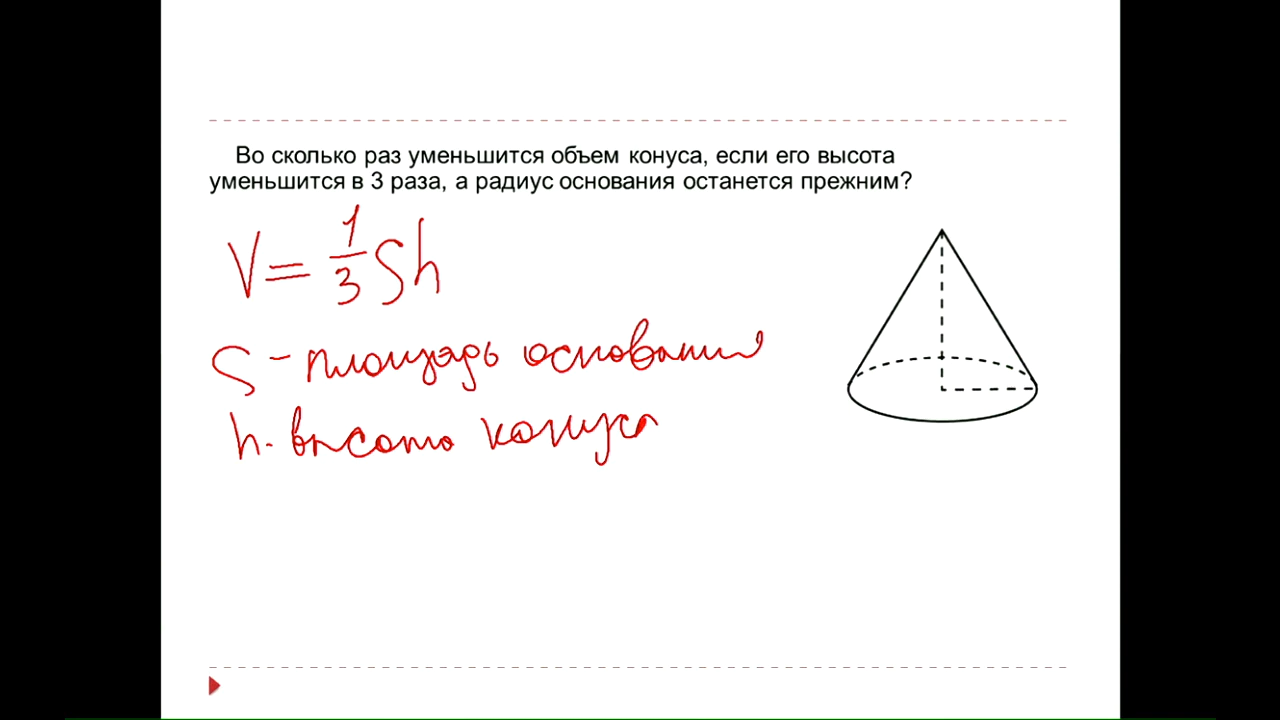 Во сколько раз уменьшится объем конуса, если его высота
уменьшится в 3 раза, а радиус основания останется прежним?
V = 1/3 Sh
S - площадь основания
h - высота конуса